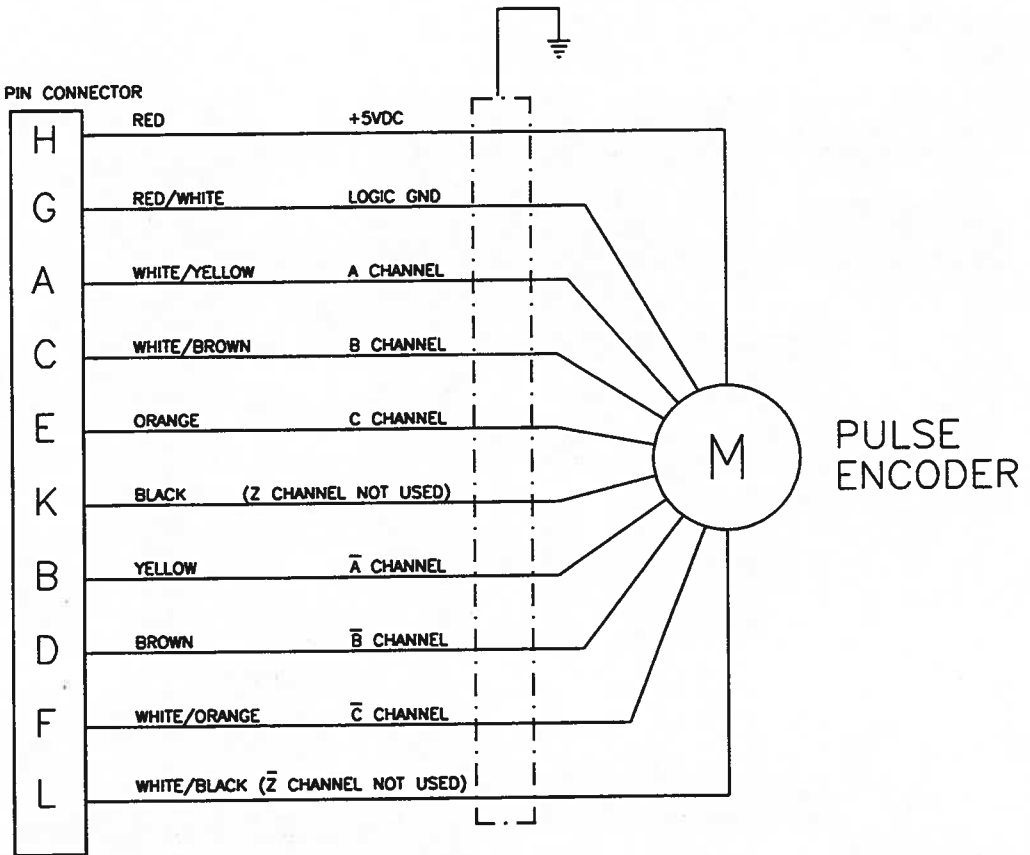 PIN CONNECTOR
H RED +5VDC
G RED/WHITE LOGIC GND
A WHITE/YELLOW A CHANNEL
C WHITE/BROWN B CHANNEL
E ORANGE C CHANNEL
K BLACK (Z CHANNEL NOT USED)
B YELLOW A̅ CHANNEL
D BROWN B̅ CHANNEL
F WHITE/ORANGE C̅ CHANNEL
L WHITE/BLACK (Z̅ CHANNEL NOT USED)
M
PULSE
ENCODER